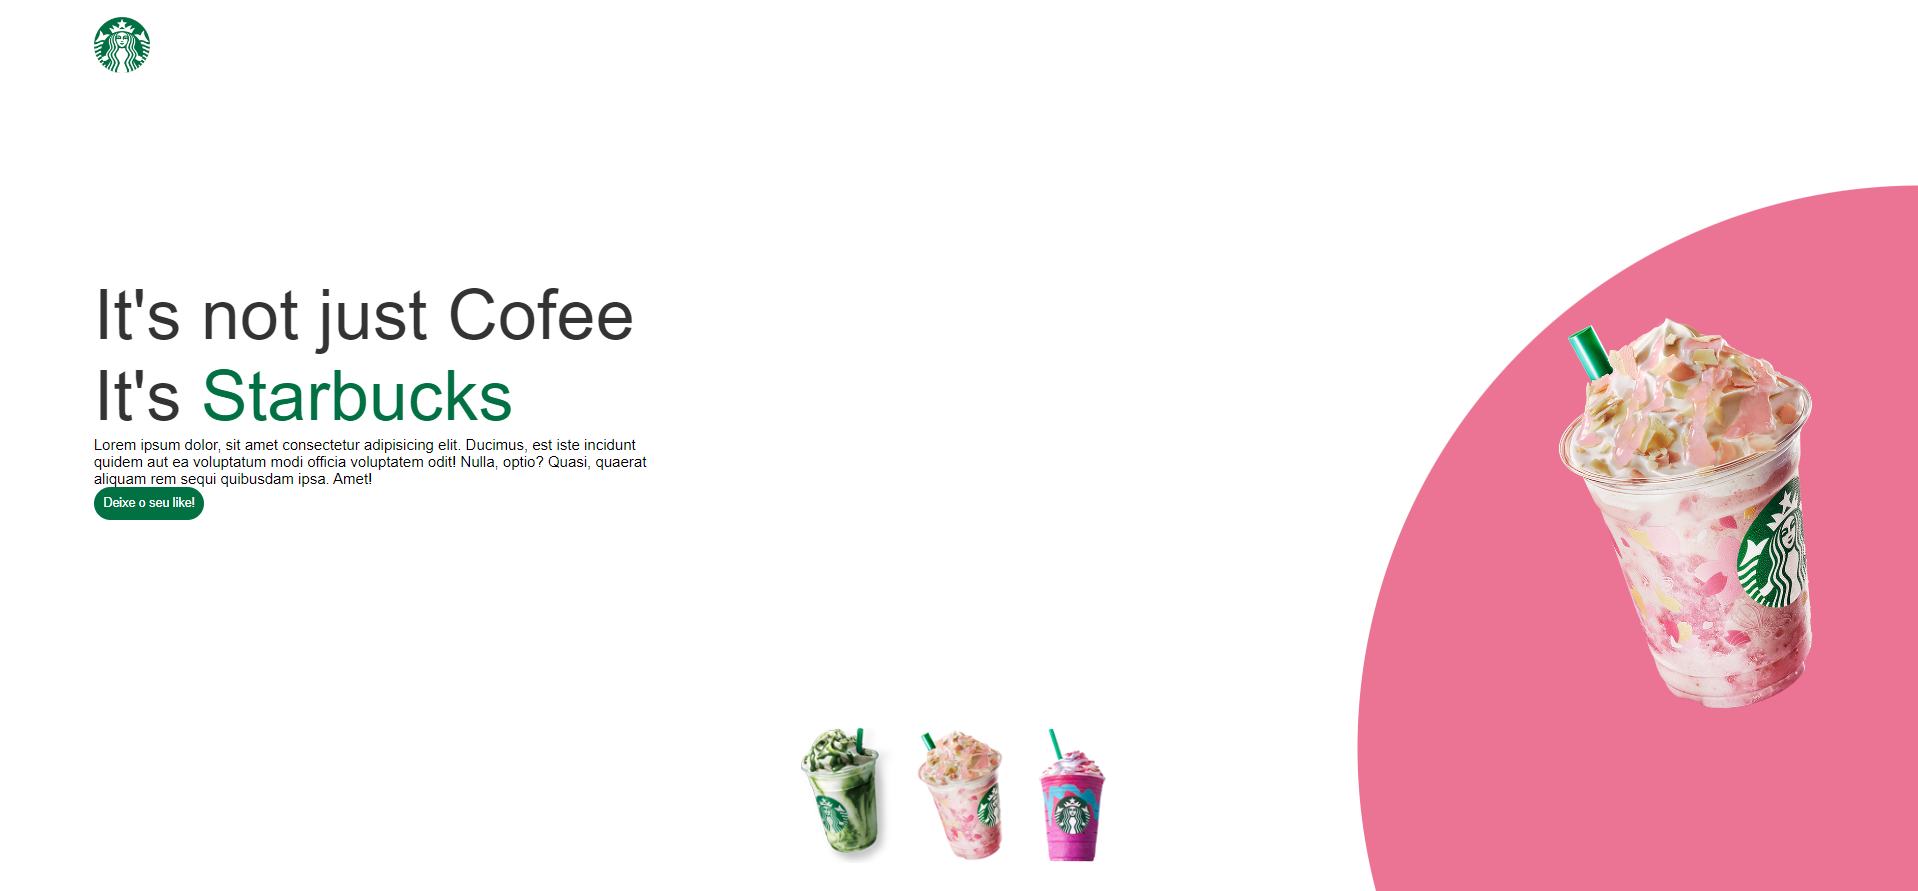 It's not just Cofee
It's Starbucks
Lorem ipsum dolor, sit amet consectetur adipisicing elit. Ducimus, est iste incidunt
quidem aut ea voluptatum modi officia voluptatem odit! Nulla, optio? Quasi, quaerat
aliquam rem sequi quibusdam ipsa. Amet!
Deixe o seu like!